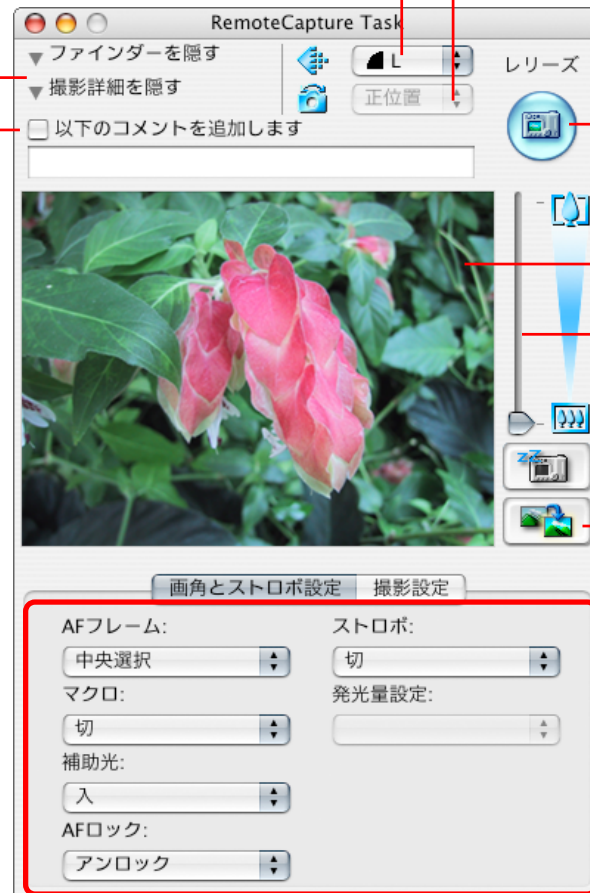 RemoteCapture Task
ファインダーを隠す
L
レリーズ
撮影詳細を隠す
正位置
以下のコメントを追加します
zZ
画角とストロボ設定 撮影設定
AFフレーム:
ストロボ:
中央選択
切
マクロ:
発光量設定:
切
補助光:
入
AFロック:
アンロック